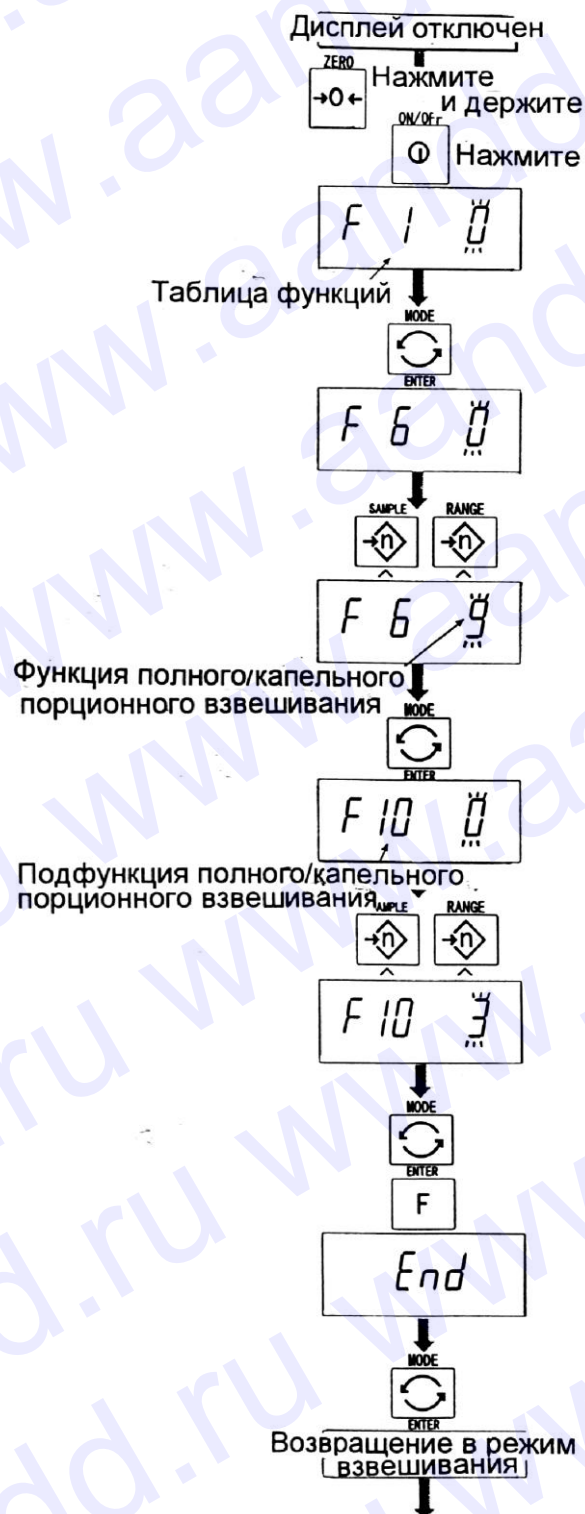 Дисплей отключен
ZERO
→0← Нажмите
и держите
ON/OFF
Нажмите
F 1 0
Таблица функций
MODE
ENTER
F 6 0
SAMPLE RANGE
→n →n
F 6 9
Функция полного/капельного
порционного взвешивания
MODE
ENTER
F 10 0
Подфункция полного/капельного
порционного взвешивания
AMPLE RANGE
→n →n
F 10 3
MODE
ENTER
F
End
MODE
ENTER
Возвращение в режим
взвешивания